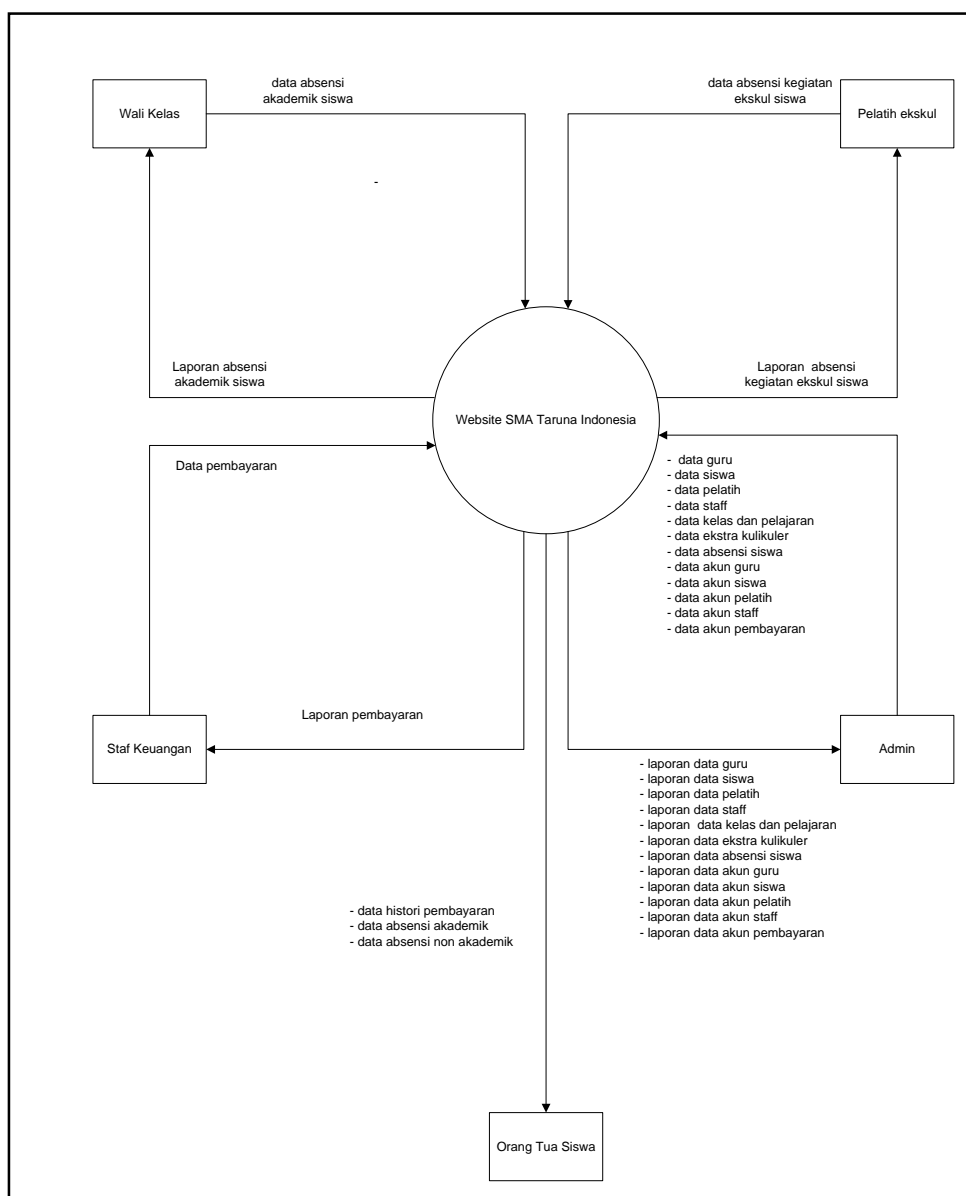 data absensi
akademik siswa
data absensi kegiatan
ekskul siswa
Wali Kelas
Pelatih ekskul
-
Laporan absensi
akademik siswa
Laporan absensi
kegiatan ekskul siswa
Website SMA Taruna Indonesia
Data pembayaran
- data guru
- data siswa
- data pelatih
- data staff
- data kelas dan pelajaran
- data ekstra kulikuler
- data absensi siswa
- data akun guru
- data akun siswa
- data akun pelatih
- data akun staff
- data akun pembayaran
Laporan pembayaran
Staf Keuangan
Admin
- laporan data guru
- laporan data siswa
- laporan data pelatih
- laporan data staff
- laporan data kelas dan pelajaran
- laporan data ekstra kulikuler
- laporan data absensi siswa
- laporan data akun guru
- laporan data akun siswa
- laporan data akun pelatih
- laporan data akun staff
- laporan data akun pembayaran
- data histori pembayaran
- data absensi akademik
- data absensi non akademik
Orang Tua Siswa